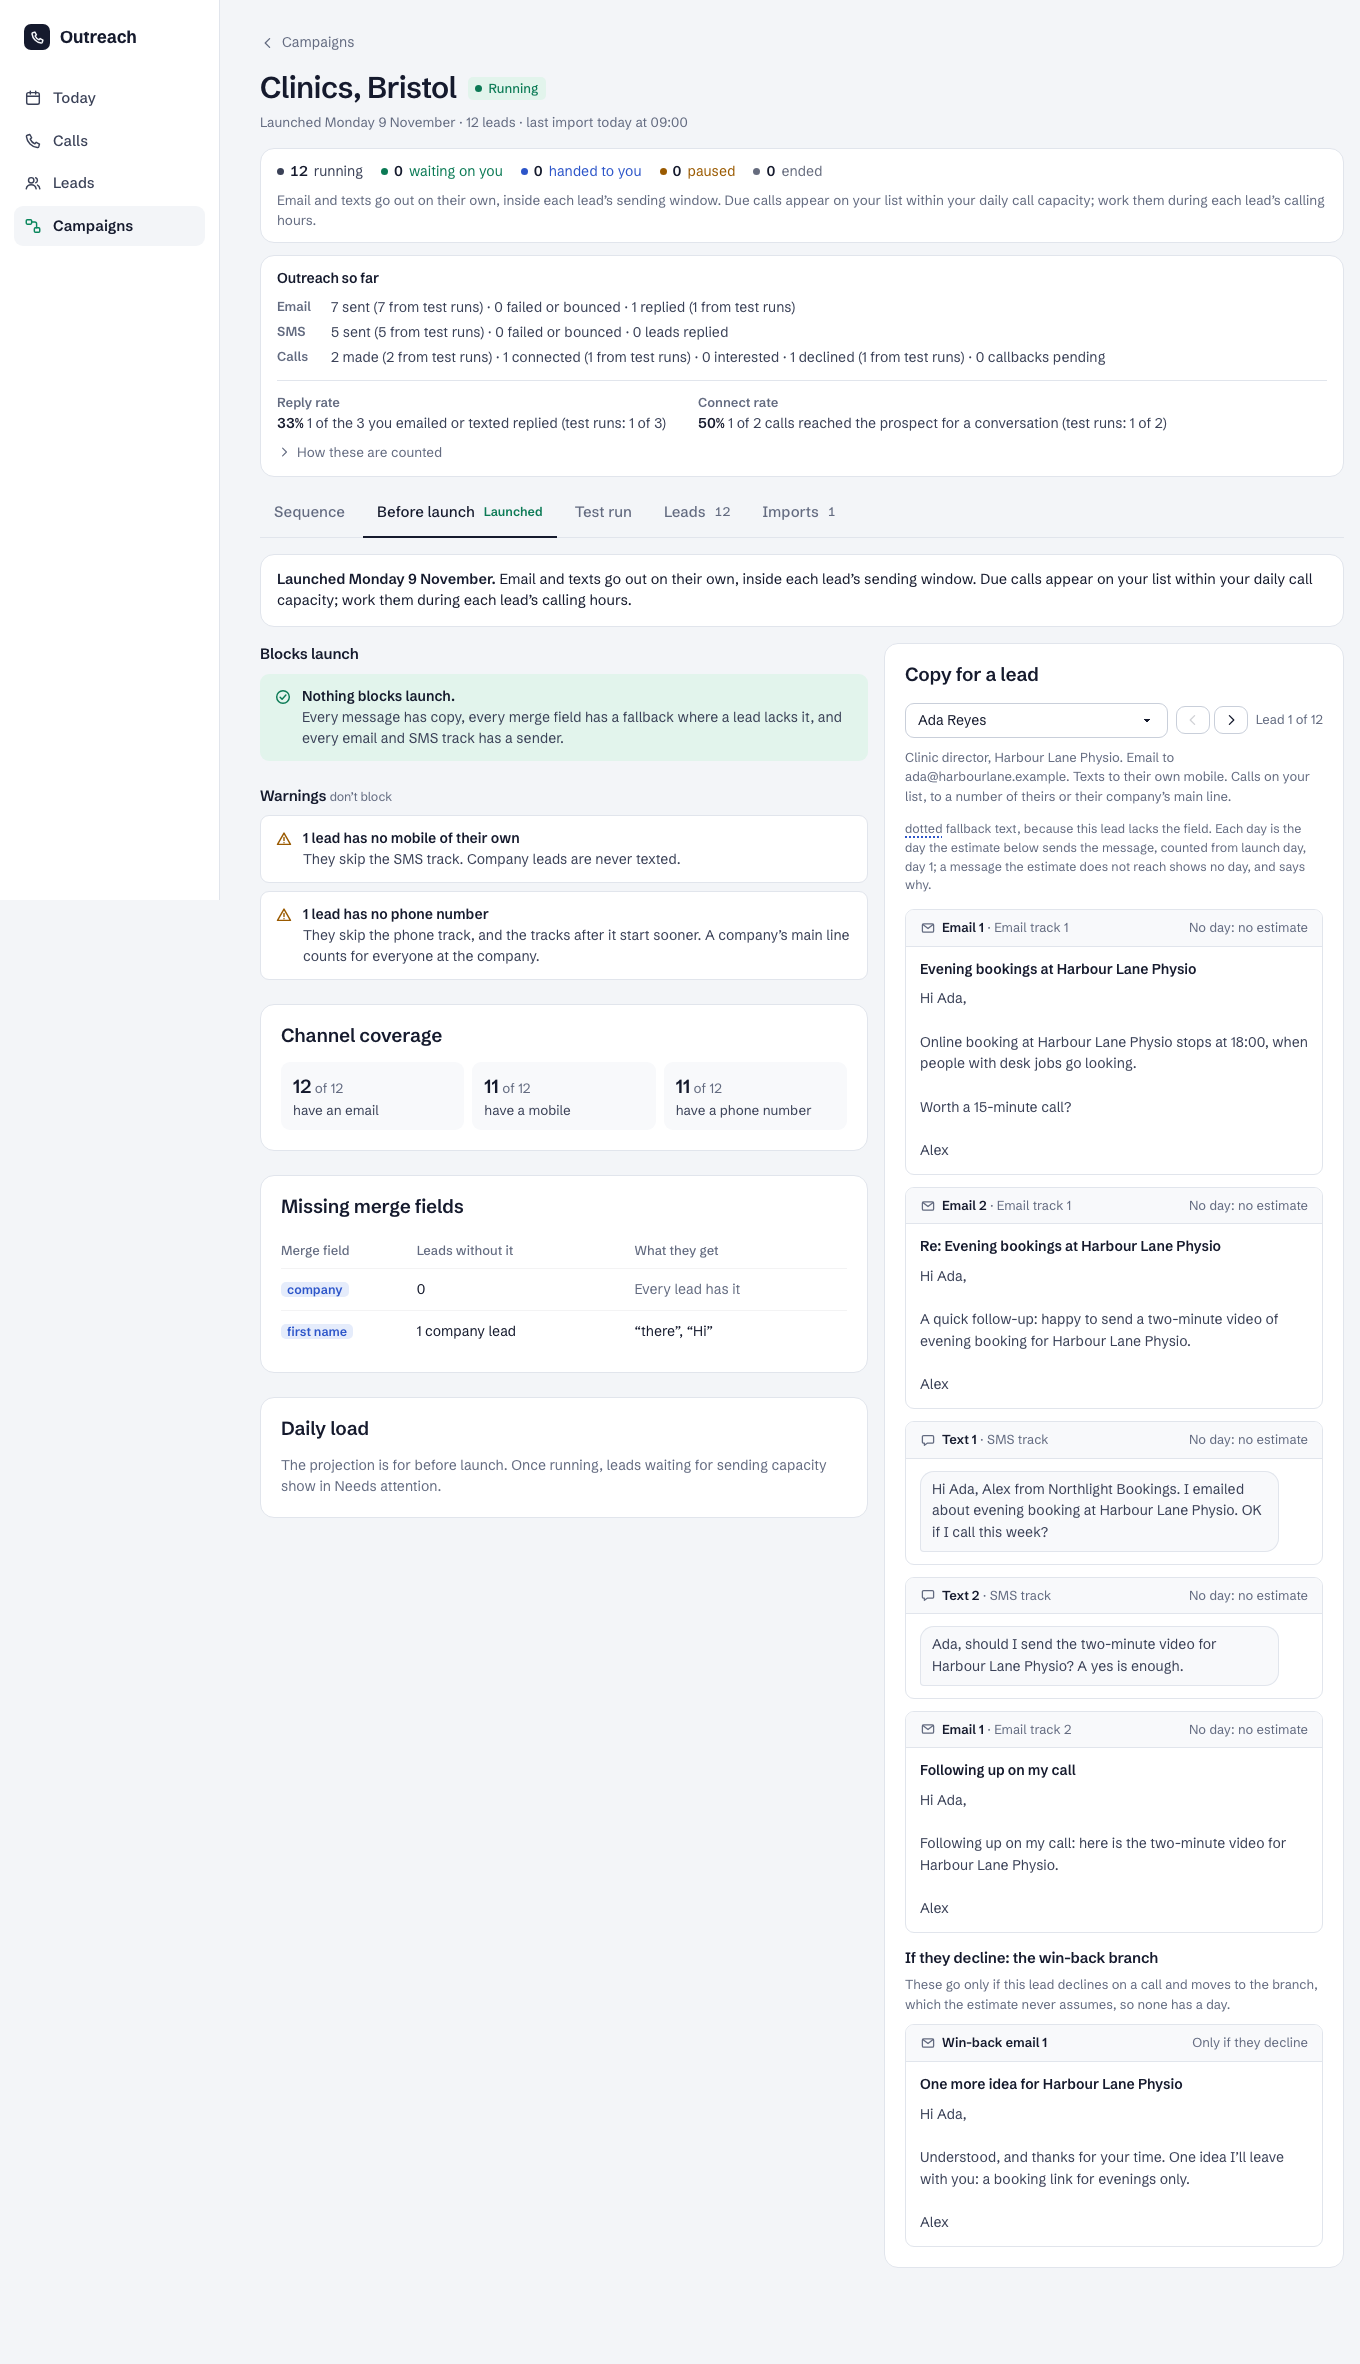 Outreach
Today
Calls
Leads
Campaigns
Campaigns
Clinics, Bristol
Running
Launched Monday 9 November · 12 leads · last import today at 09:00
12 running
0 waiting on you
0 handed to you
0 paused
0 ended
Email and texts go out on their own, inside each lead’s sending window. Due calls appear on your list within your daily call capacity; work them during each lead’s calling
hours.
Outreach so far
Email 7 sent (7 from test runs) · 0 failed or bounced · 1 replied (1 from test runs)
SMS 5 sent (5 from test runs) · 0 failed or bounced · 0 leads replied
Calls 2 made (2 from test runs) · 1 connected (1 from test runs) · 0 interested · 1 declined (1 from test runs) · 0 callbacks pending
Reply rate
33% 1 of the 3 you emailed or texted replied (test runs: 1 of 3)
Connect rate
50% 1 of 2 calls reached the prospect for a conversation (test runs: 1 of 2)
How these are counted
Sequence
Before launch Launched
Test run
Leads 12
Imports 1
Launched Monday 9 November. Email and texts go out on their own, inside each lead’s sending window. Due calls appear on your list within your daily call
capacity; work them during each lead’s calling hours.
Blocks launch
Nothing blocks launch.
Every message has copy, every merge field has a fallback where a lead lacks it, and
every email and SMS track has a sender.
Warnings don’t block
1 lead has no mobile of their own
They skip the SMS track. Company leads are never texted.
1 lead has no phone number
They skip the phone track, and the tracks after it start sooner. A company’s main line
counts for everyone at the company.
Channel coverage
12 of 12
have an email
11 of 12
have a mobile
11 of 12
have a phone number
Missing merge fields
Merge field Leads without it What they get
company 0 Every lead has it
first name 1 company lead “there”, “Hi”
Daily load
The projection is for before launch. Once running, leads waiting for sending capacity
show in Needs attention.
Copy for a lead
Ada Reyes
Lead 1 of 12
Clinic director, Harbour Lane Physio. Email to
ada@harbourlane.example. Texts to their own mobile. Calls on your
list, to a number of theirs or their company’s main line.
dotted fallback text, because this lead lacks the field. Each day is the
day the estimate below sends the message, counted from launch day,
day 1; a message the estimate does not reach shows no day, and says
why.
Email 1 · Email track 1 No day: no estimate
Evening bookings at Harbour Lane Physio
Hi Ada,
Online booking at Harbour Lane Physio stops at 18:00, when
people with desk jobs go looking.
Worth a 15-minute call?
Alex
Email 2 · Email track 1 No day: no estimate
Re: Evening bookings at Harbour Lane Physio
Hi Ada,
A quick follow-up: happy to send a two-minute video of
evening booking for Harbour Lane Physio.
Alex
Text 1 · SMS track No day: no estimate
Hi Ada, Alex from Northlight Bookings. I emailed
about evening booking at Harbour Lane Physio. OK
if I call this week?
Text 2 · SMS track No day: no estimate
Ada, should I send the two-minute video for
Harbour Lane Physio? A yes is enough.
Email 1 · Email track 2 No day: no estimate
Following up on my call
Hi Ada,
Following up on my call: here is the two-minute video for
Harbour Lane Physio.
Alex
If they decline: the win-back branch
These go only if this lead declines on a call and moves to the branch,
which the estimate never assumes, so none has a day.
Win-back email 1 Only if they decline
One more idea for Harbour Lane Physio
Hi Ada,
Understood, and thanks for your time. One idea I’ll leave
with you: a booking link for evenings only.
Alex